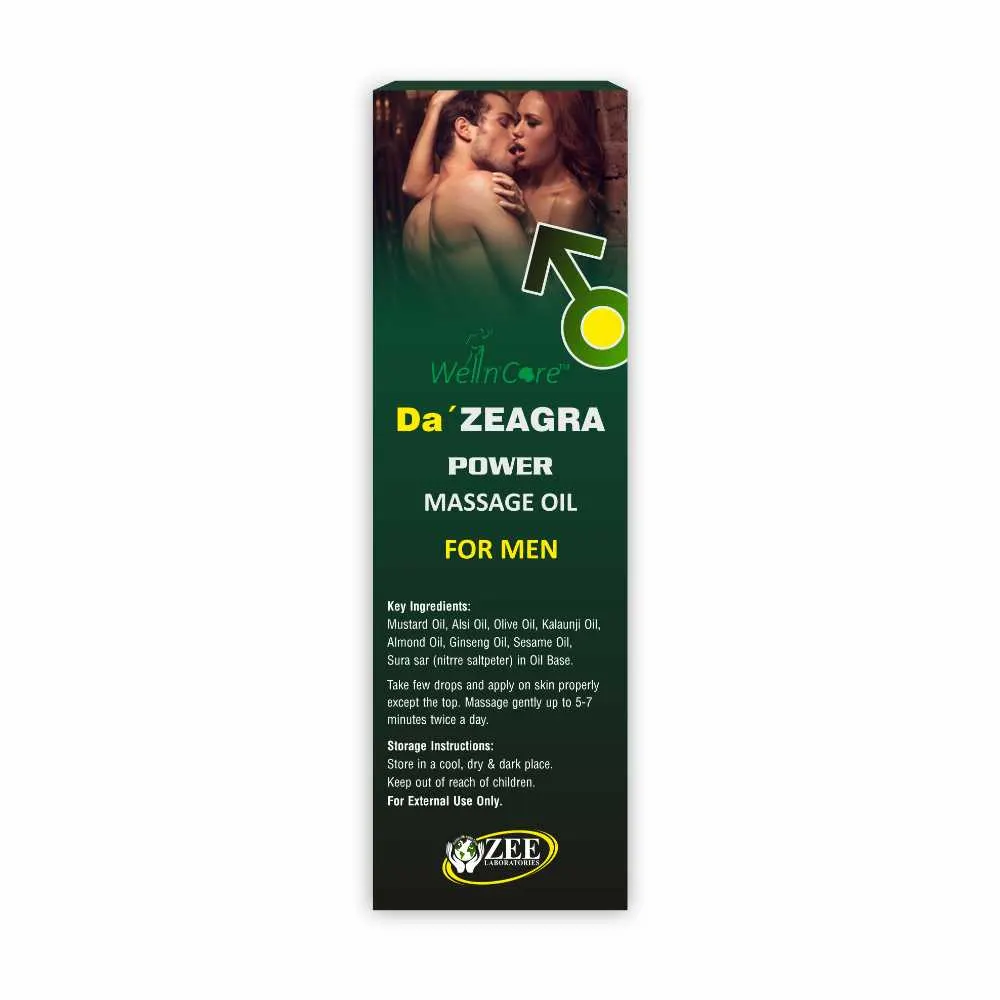 Welln'Care™
Da´ZEAGRA
POWER
MASSAGE OIL
FOR MEN
Key Ingredients:
Mustard Oil, Alsi Oil, Olive Oil, Kalaunji Oil,
Almond Oil, Ginseng Oil, Sesame Oil,
Sura sar (nitrre saltpeter) in Oil Base.
Take few drops and apply on skin properly
except the top. Massage gently up to 5-7
minutes twice a day.
Storage Instructions:
Store in a cool, dry & dark place.
Keep out of reach of children.
For External Use Only.
ZEE
LABORATORIES